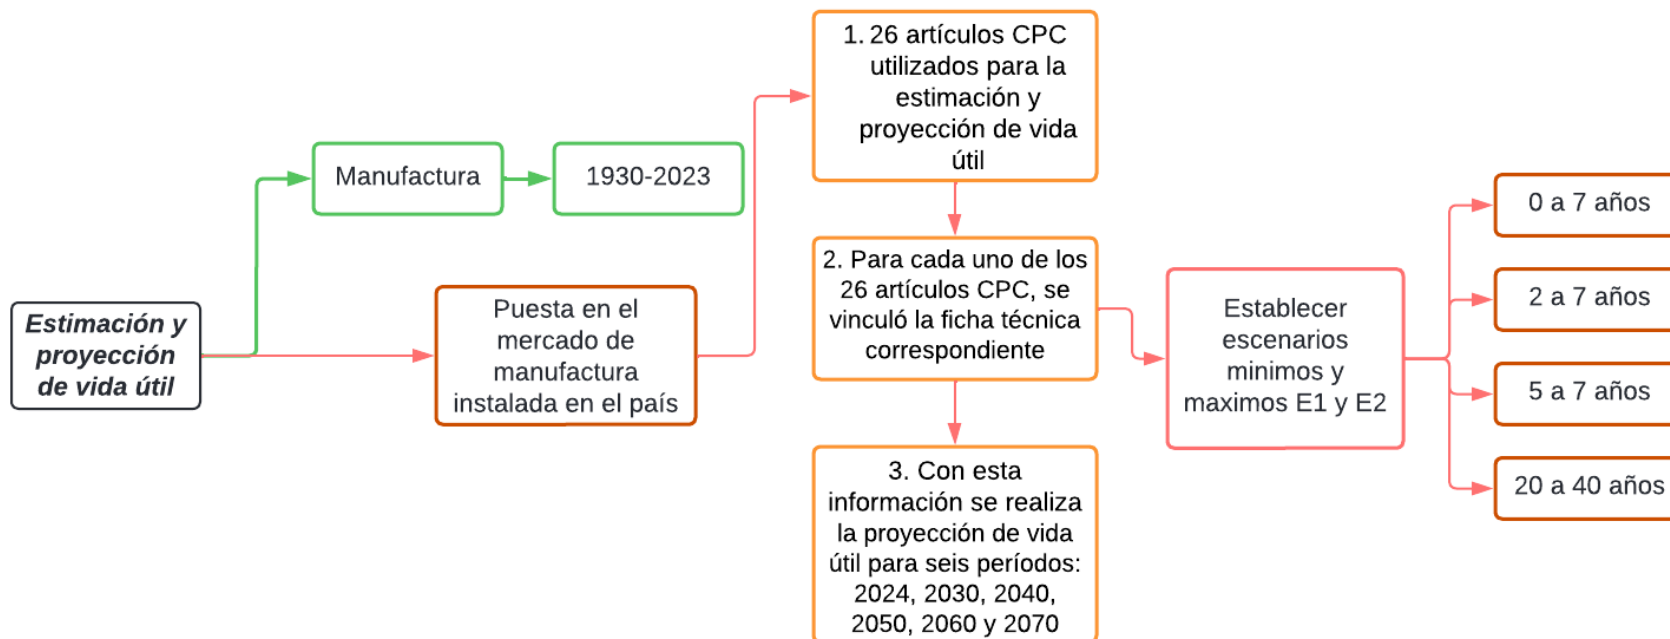 Estimación y
proyección
de vida útil
Manufactura
1930-2023
Puesta en el
mercado de
manufactura
instalada en el país
1. 26 artículos CPC
utilizados para la
estimación y
proyección de vida
útil
2. Para cada uno de los
26 artículos CPC, se
vinculó la ficha técnica
correspondiente
3. Con esta
información se realiza
la proyección de vida
útil para seis períodos:
2024, 2030, 2040,
2050, 2060 y 2070
Establecer
escenarios
minimos y
maximos E1 y E2
0 a 7 años
2 a 7 años
5 a 7 años
20 a 40 años